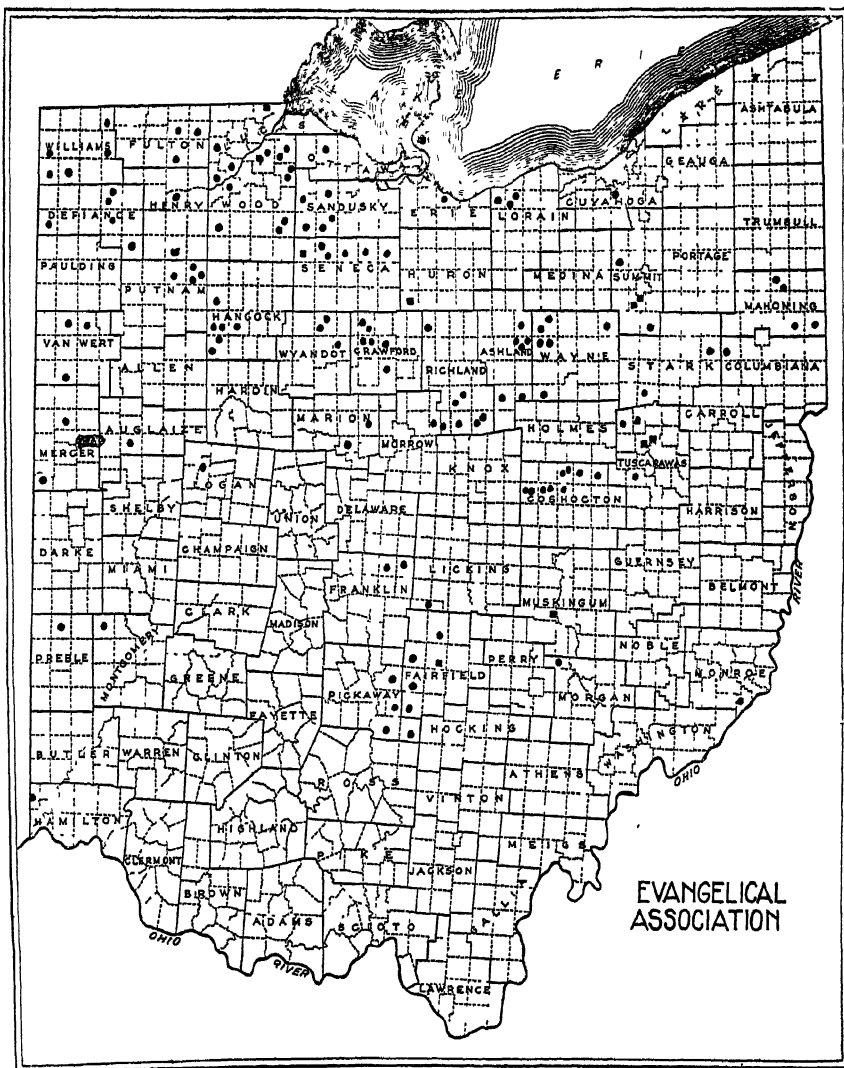 E R I E
LAKE
ASHTABULA
LUCAS
GEAUGA
WILLIAMS
FULTON
OTTAWA
CUYAHOGA
HENRY
WOOD
SANDUSKY
ERIE
LORAIN
TRUMBULL
DEFIANCE
PORTAGE
PAULDING
SENECA
HURON
MEDINA
SUMMIT
PUTNAM
MAHONING
HANCOCK
VAN WERT
WYANDOT
CRAWFORD
ASHLAND
WAYNE
ALLEN
RICHLAND
STARK
COLUMBIANA
HARDIN
CARROLL
MARION
HOLMES
AUGLAIZE
MORROW
JEFFERSON
MERCER
KNOX
TUSCARAWAS
LOGAN
COSHOCTON
SHELBY
DELAWARE
HARRISON
UNION
DARKE
CHAMPAIGN
GUERNSEY
MIAMI
LICKING
BELMONT
FRANKLIN
RIVER
CLARK
MUSKINGUM
MADISON
NOBLE
PREBLE
MONTGOMERY
PERRY
FAIRFIELD
MONROE
GREENE
PICKAWAY
MORGAN
FAYETTE
HOCKING
WASHINGTON
BUTLER
WARREN
CLINTON
ATHENS
OHIO
ROSS
VINTON
HAMILTON
HIGHLAND
MEIIGS
CLERMONT
PIKE
JACKSON
EVANGELICAL
ASSOCIATION
BROWN
ADAMS
SCIOTO
OHIO
RIVER
LAWRENCE